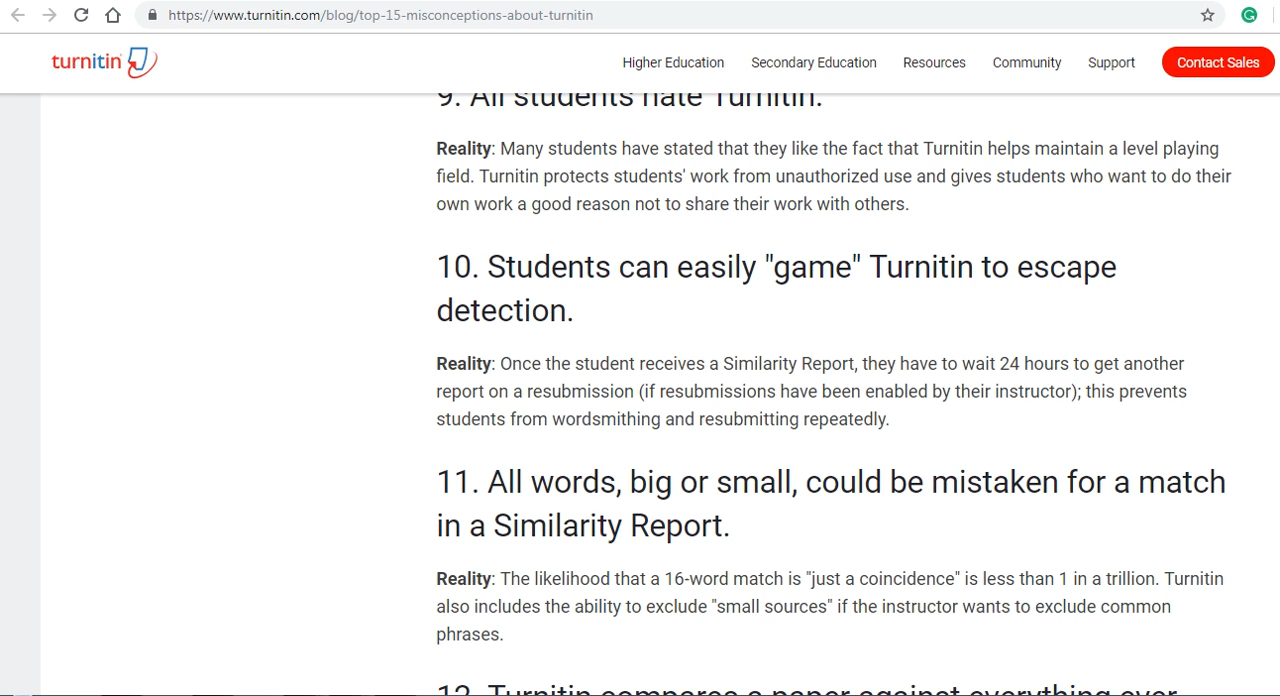 https://www.turnitin.com/blog/top-15-misconceptions-about-turnitin
turnitin
Higher Education Secondary Education Resources Community Support Contact Sales
9. All students hate Turnitin.
Reality: Many students have stated that they like the fact that Turnitin helps maintain a level playing
field. Turnitin protects students' work from unauthorized use and gives students who want to do their
own work a good reason not to share their work with others.
10. Students can easily "game" Turnitin to escape
detection.
Reality: Once the student receives a Similarity Report, they have to wait 24 hours to get another
report on a resubmission (if resubmissions have been enabled by their instructor); this prevents
students from wordsmithing and resubmitting repeatedly.
11. All words, big or small, could be mistaken for a match
in a Similarity Report.
Reality: The likelihood that a 16-word match is "just a coincidence" is less than 1 in a trillion. Turnitin
also includes the ability to exclude "small sources" if the instructor wants to exclude common
phrases.
12. Turnitin compares a paper against everything ever